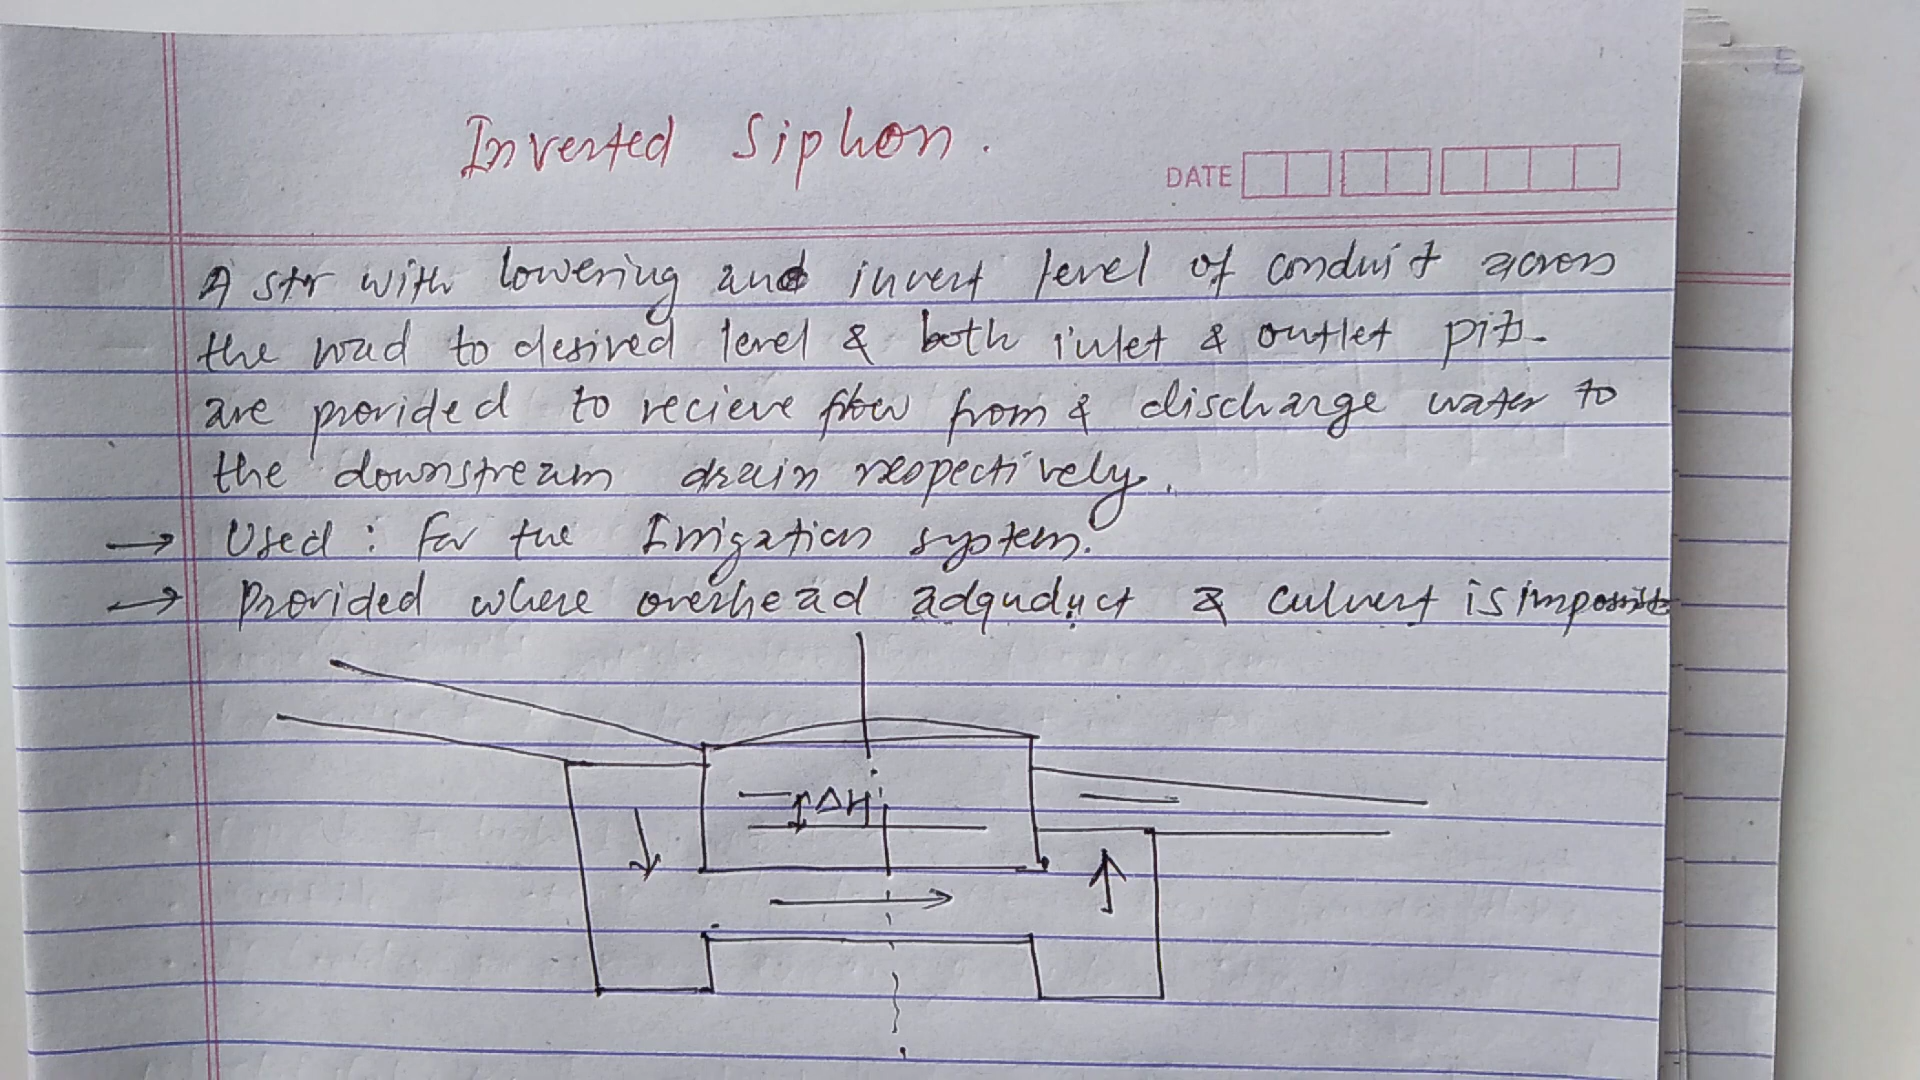 Inverted Siphon.
DATE
A str with lowering and invert level of conduit across
the road to desired level & both inlet & outlet pits
are provided to recieve flow from & discharge water to
the downstream drain respectively.
→ Used : For the Irrigation system.
→ Provided where overhead adquduct & culvert is impossible
ΔH